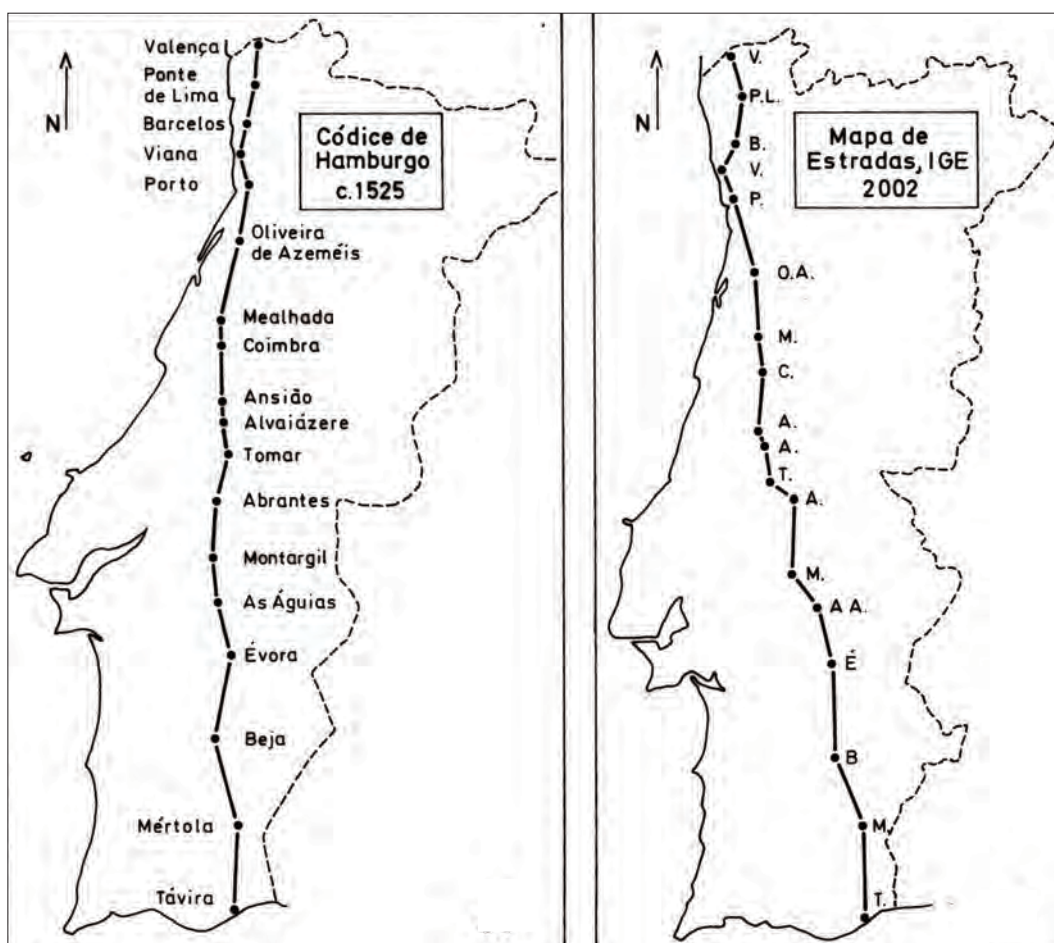 Valença
Ponte
de Lima
Barcelos
Viana
Porto
Oliveira
de Azeméis
Mealhada
Coimbra
Ansião
Alvaiázere
Tomar
Abrantes
Montargil
As Águias
Évora
Beja
Mértola
Távira
N
Códice de
Hamburgo
c.1525
V.
P.L.
B.
V.
P.
O.A.
M.
C.
A.
A.
T.
A.
M.
A A.
É
B
M.
T.
N
Mapa de
Estradas, IGE
2002